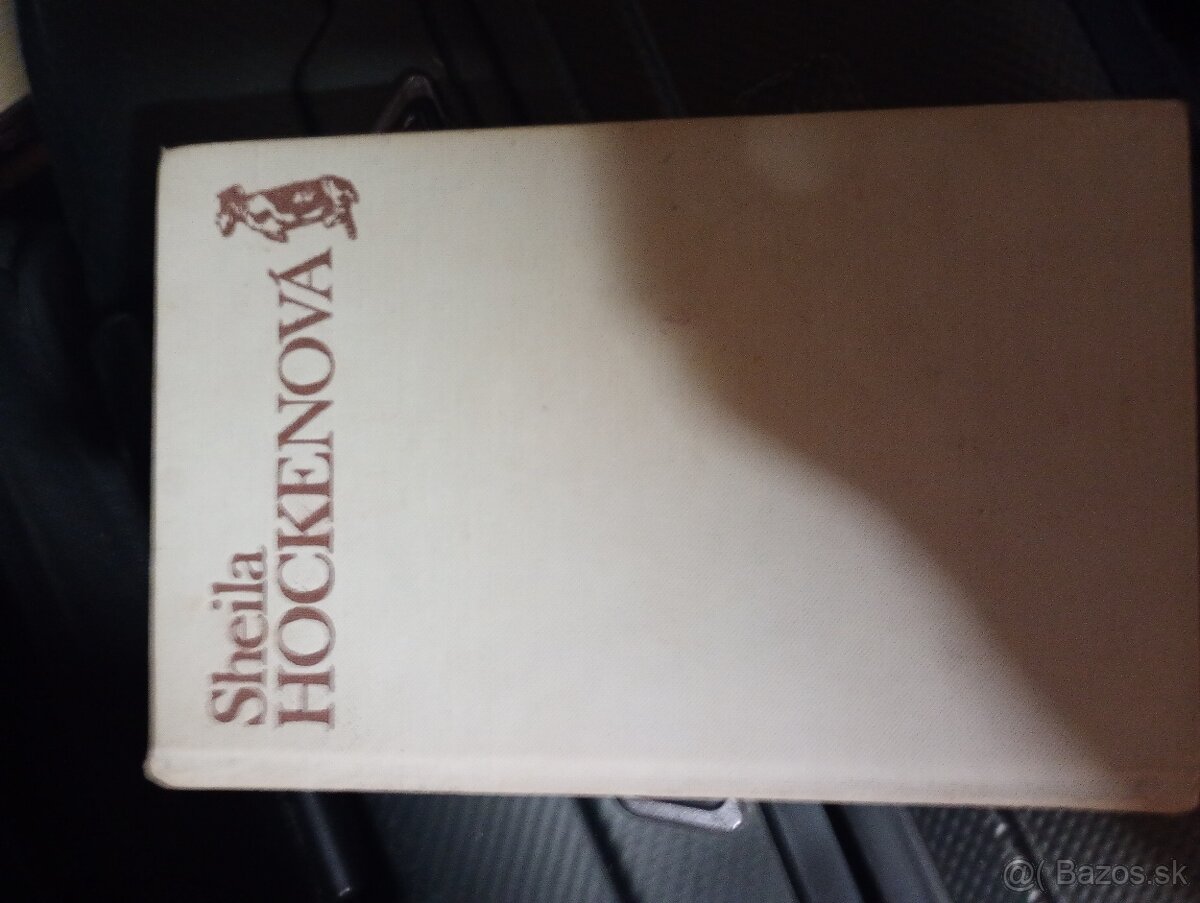 Sheila
HOCKENOVÁ
@( Bazos.sk